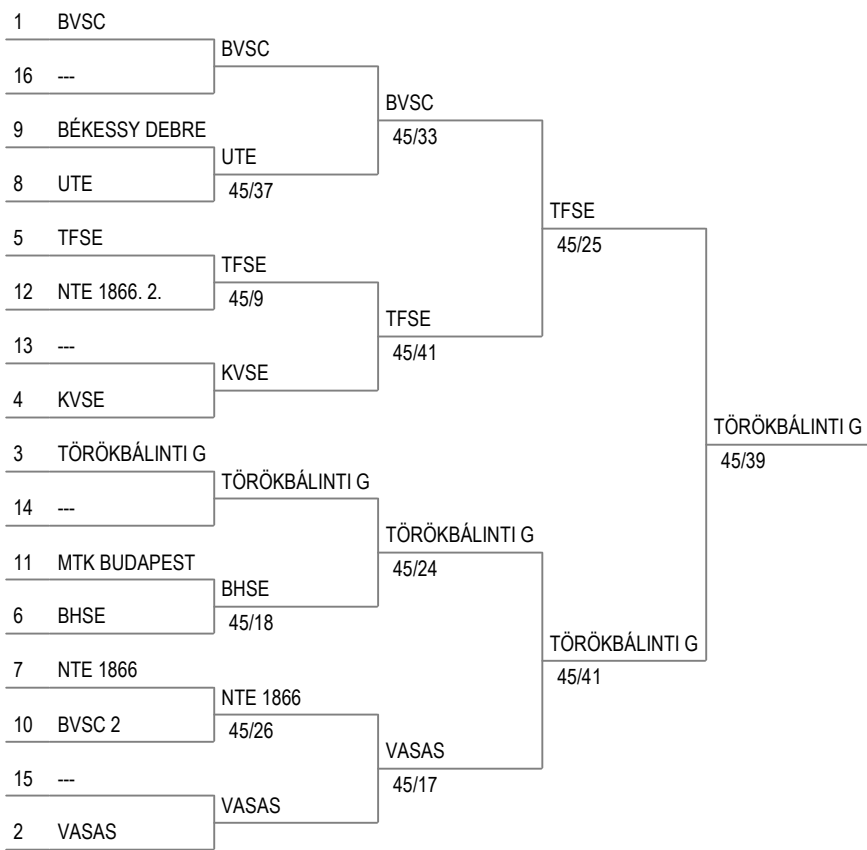 1 BVSC
BVSC
16 ---
BVSC
45/33
9 BÉKESSY DEBRE
UTE
45/37
8 UTE
TFSE
45/25
5 TFSE
TFSE
45/9
12 NTE 1866. 2.
TFSE
45/41
13 ---
KVSE
4 KVSE
TÖRÖKBÁLINTI G
45/39
3 TÖRÖKBÁLINTI G
TÖRÖKBÁLINTI G
14 ---
TÖRÖKBÁLINTI G
45/24
11 MTK BUDAPEST
BHSE
45/18
6 BHSE
TÖRÖKBÁLINTI G
45/41
7 NTE 1866
NTE 1866
45/26
10 BVSC 2
VASAS
45/17
15 ---
VASAS
2 VASAS